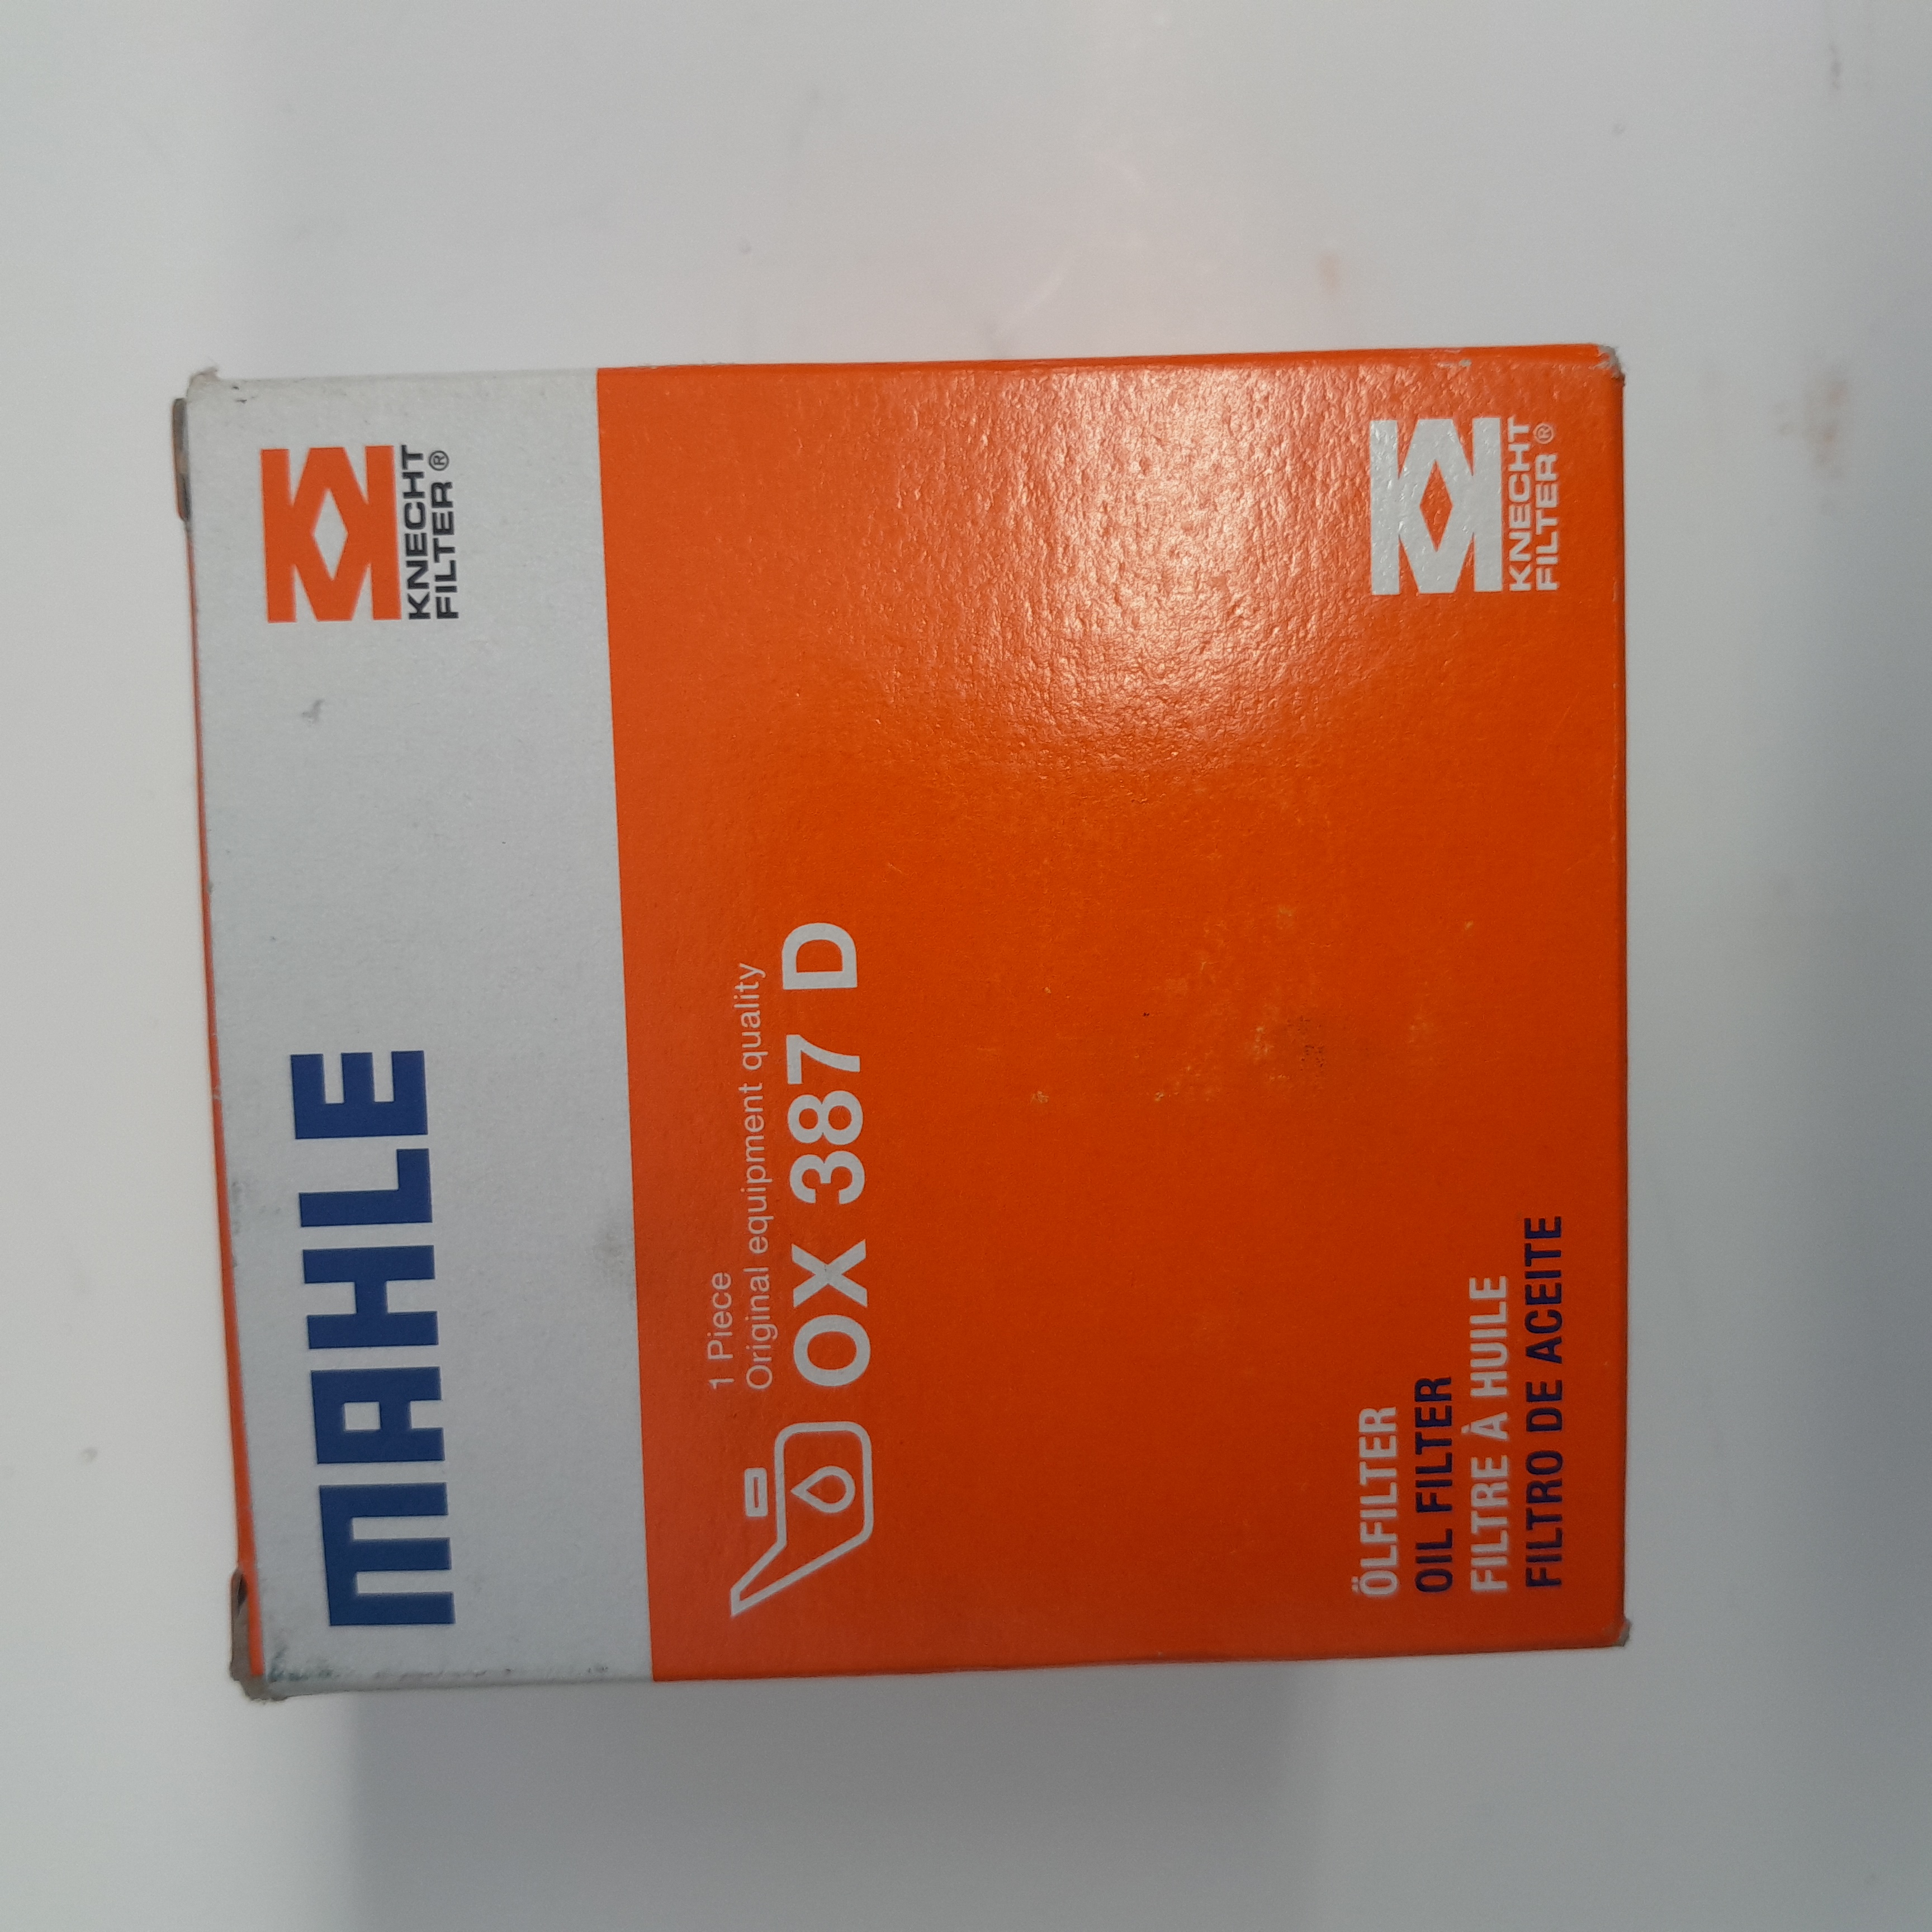 MAHLE
KNECHT
FILTER®
1 Piece
Original equipment quality
OX 387 D
ÖLFILTER
OIL FILTER
FILTRE À HUILE
FILTRO DE ACEITE
KNECHT
FILTER®